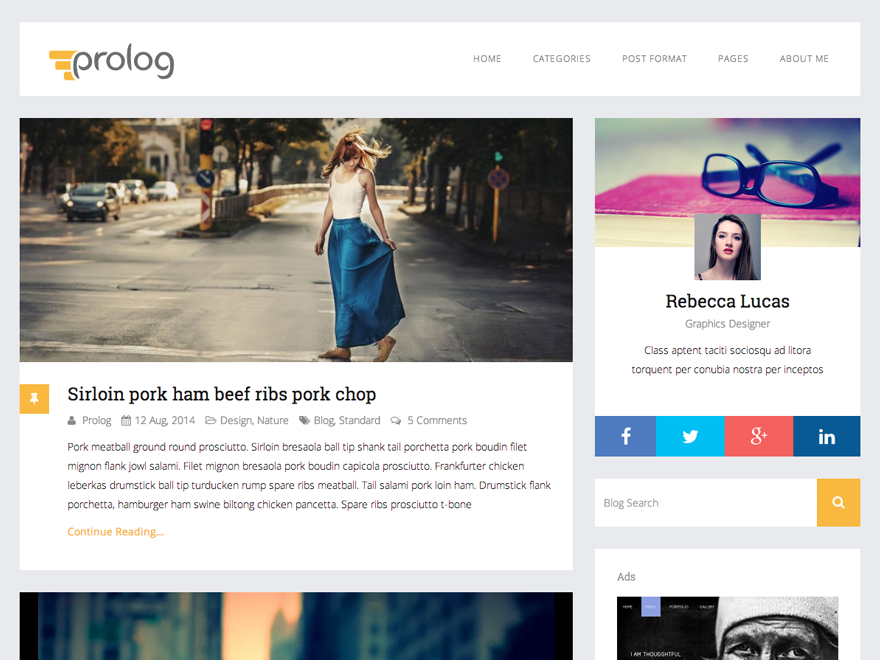 prolog
HOME CATEGORIES POST FORMAT PAGES ABOUT ME
Sirloin pork ham beef ribs pork chop
Prolog 12 Aug, 2014 Design, Nature Blog, Standard 5 Comments
Pork meatball ground round prosciutto. Sirloin bresaola ball tip shank tail porchetta pork boudin filet
mignon flank jowl salami. Filet mignon bresaola pork boudin capicola prosciutto. Frankfurter chicken
leberkas drumstick ball tip turducken rump spare ribs meatball. Tail salami pork loin ham. Drumstick flank
porchetta, hamburger ham swine biltong chicken pancetta. Spare ribs prosciutto t-bone
Continue Reading...
Rebecca Lucas
Graphics Designer
Class aptent taciti sociosqu ad litora
torquent per conubia nostra per inceptos
f g+ in
Blog Search
Ads
HOME PAGES PORTFOLIO GALLERY
I AM THOUGGHTFUL